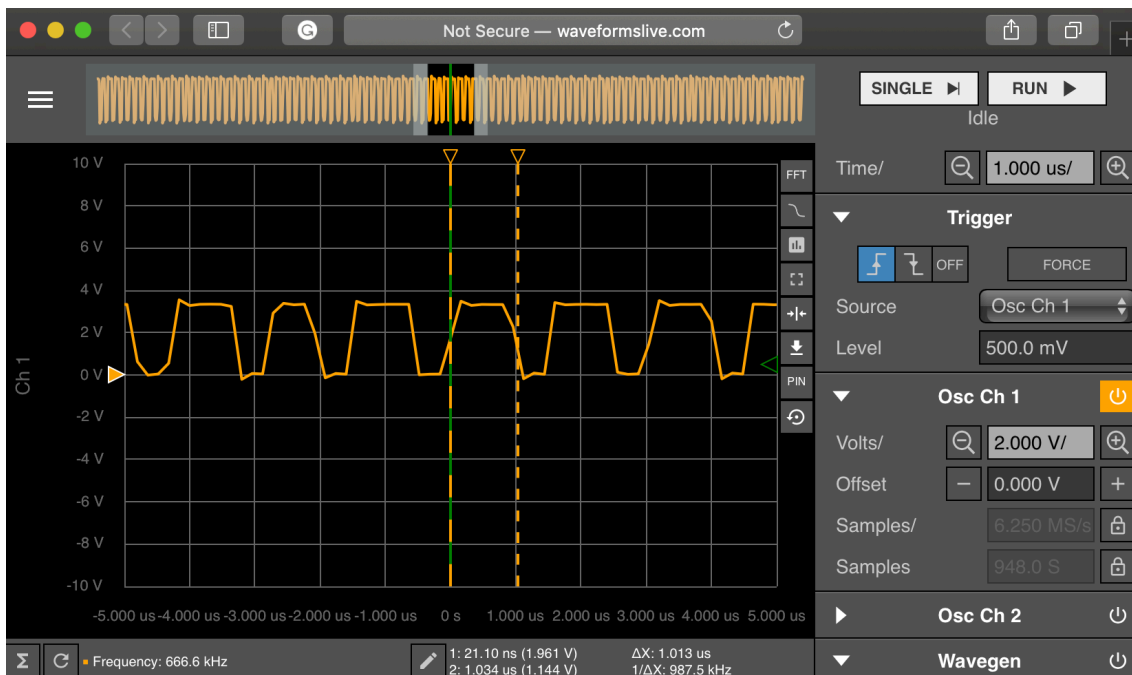 G
Not Secure — waveformslive.com
SINGLE
RUN
Idle
10 V
8 V
6 V
4 V
2 V
0 V
-2 V
-4 V
-6 V
-8 V
-10 V
Ch 1
-5.000 us -4.000 us -3.000 us -2.000 us -1.000 us 0 s 1.000 us 2.000 us 3.000 us 4.000 us 5.000 us
FFT
PIN
Time/ 1.000 us/
Trigger
OFF FORCE
Source Osc Ch 1
Level 500.0 mV
Osc Ch 1
Volts/ 2.000 V/
Offset − 0.000 V +
Samples/ 6.250 MS/s
Samples 948.0 S
Osc Ch 2
Wavegen
Σ Frequency: 666.6 kHz
1: 21.10 ns (1.961 V) ΔX: 1.013 us
2: 1.034 us (1.144 V) 1/ΔX: 987.5 kHz